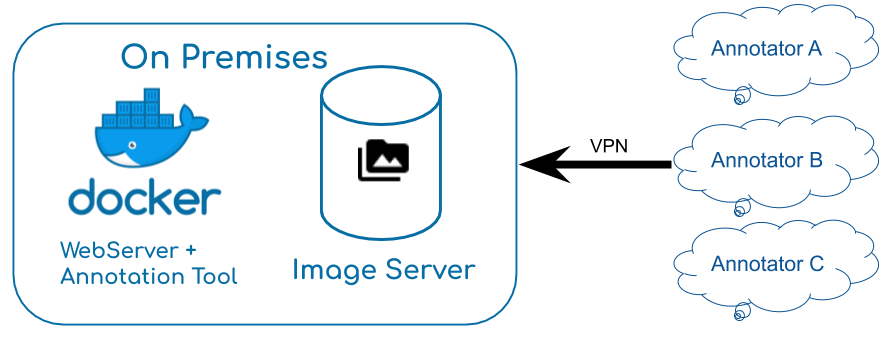 On Premises
docker
WebServer +
Annotation Tool
Image Server
VPN
Annotator A
Annotator B
Annotator C